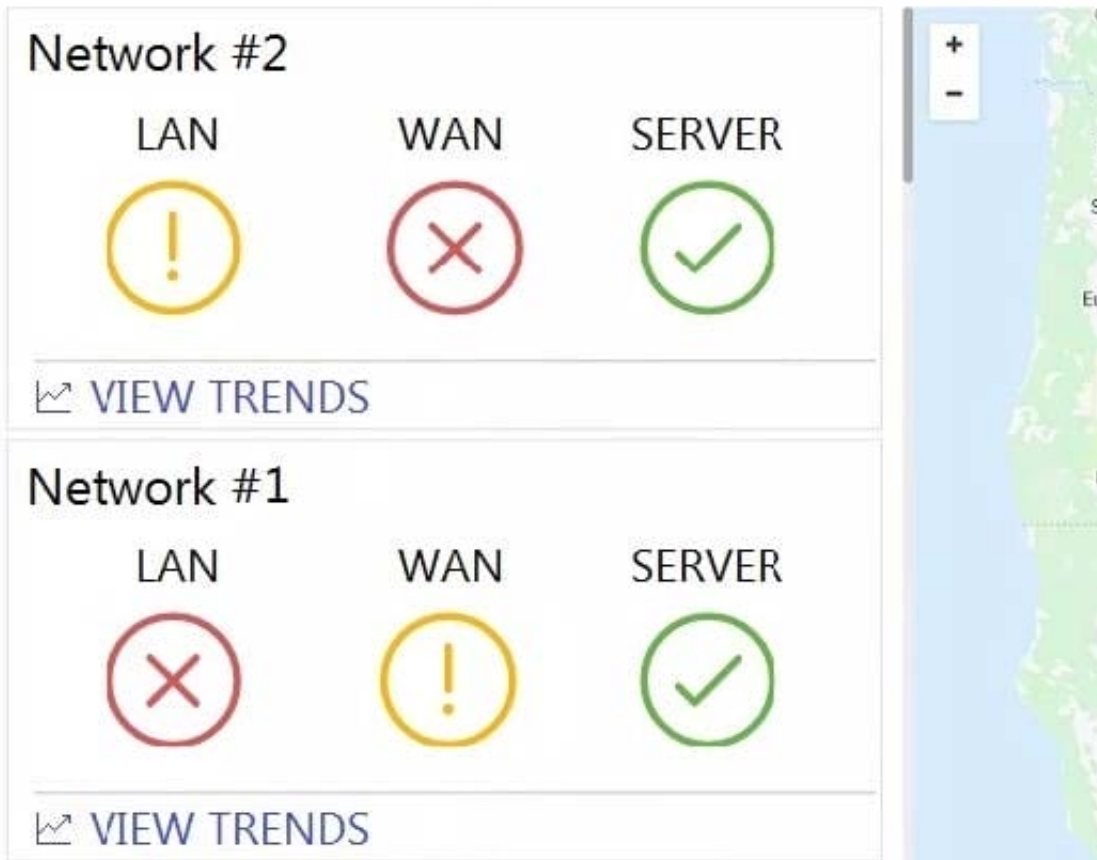 Network #2
LAN WAN SERVER
VIEW TRENDS
Network #1
LAN WAN SERVER
VIEW TRENDS
+
-